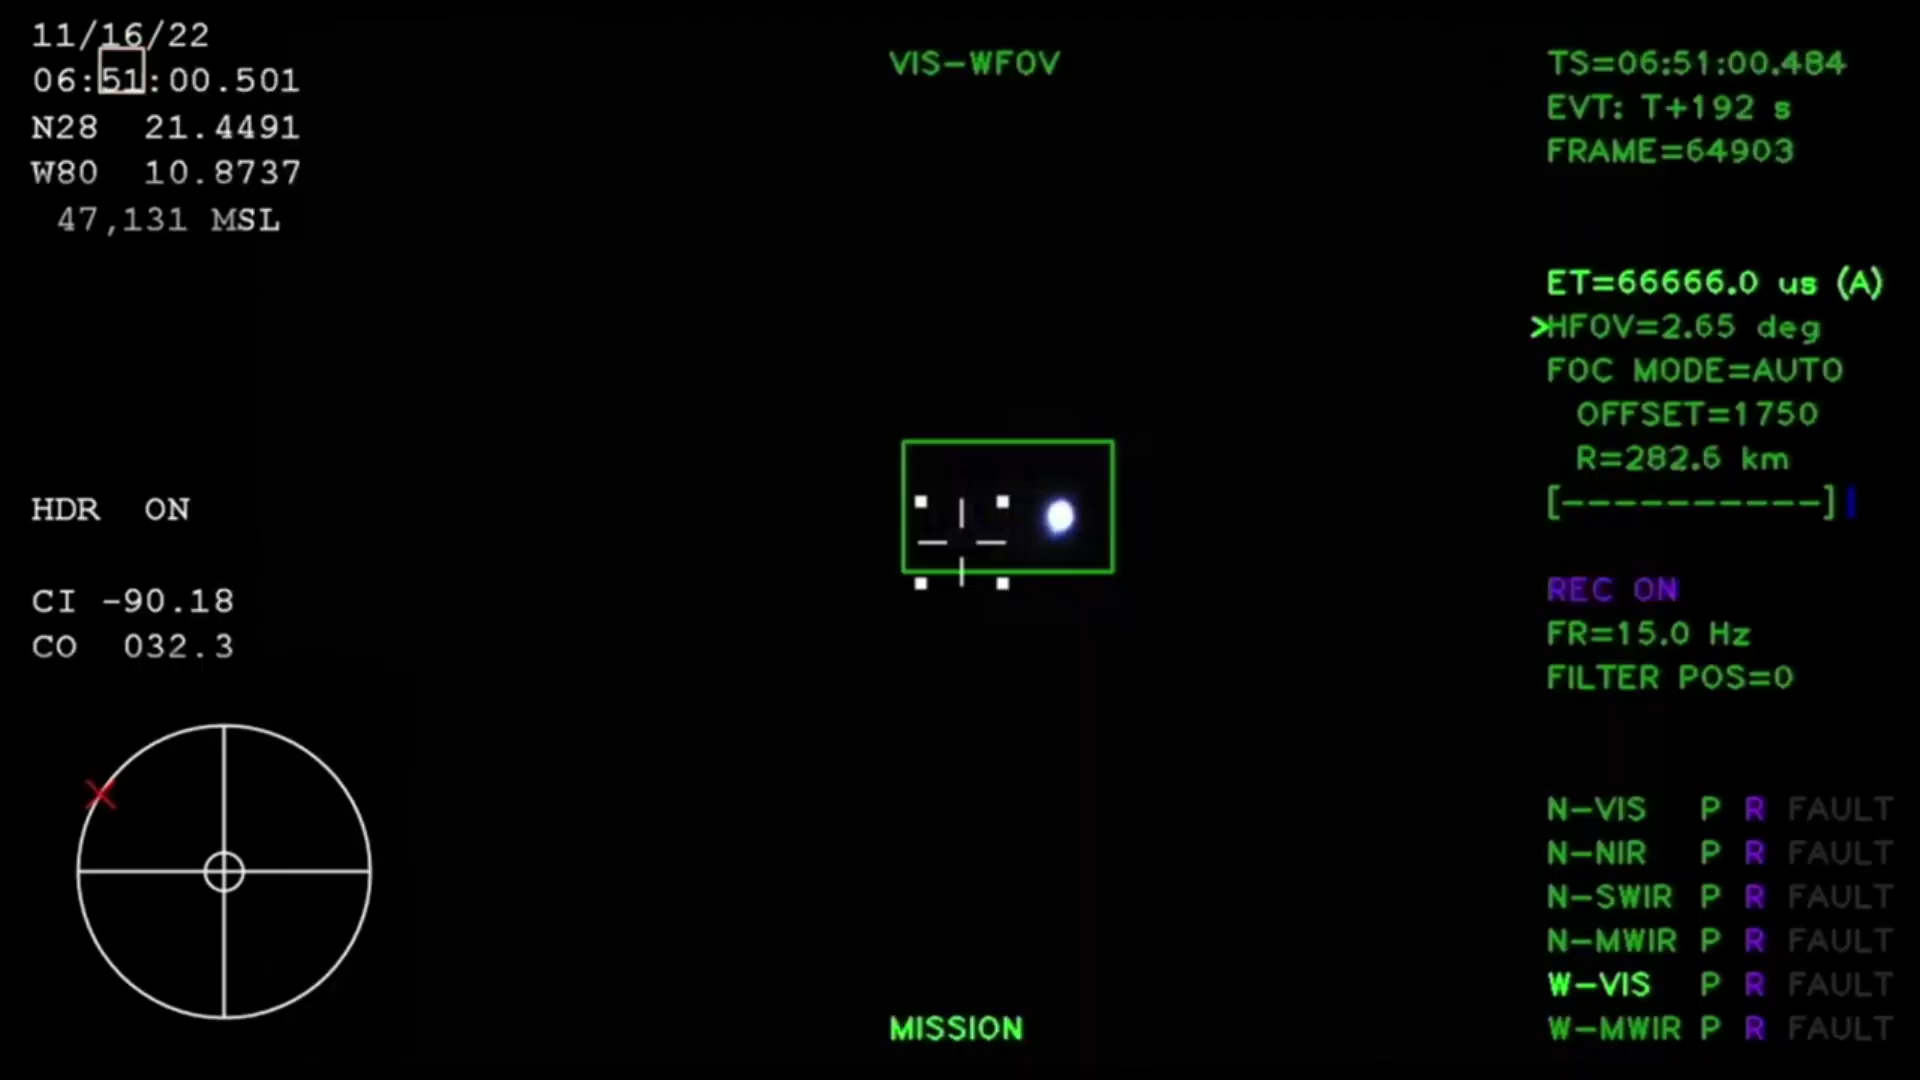 11/16/22
06:51:00.501
N28 21.4491
W80 10.8737
47,131 MSL
HDR ON
CI -90.18
CO 032.3
VIS-WFOV
MISSION
TS=06:51:00.484
EVT: T+192 s
FRAME=64903
ET=66666.0 us (A)
>HFOV=2.65 deg
FOC MODE=AUTO
OFFSET=1750
R=282.6 km
[----------]
REC ON
FR=15.0 Hz
FILTER POS=0
N-VIS P R FAULT
N-NIR P R FAULT
N-SWIR P R FAULT
N-MWIR P R FAULT
W-VIS P R FAULT
W-MWIR P R FAULT